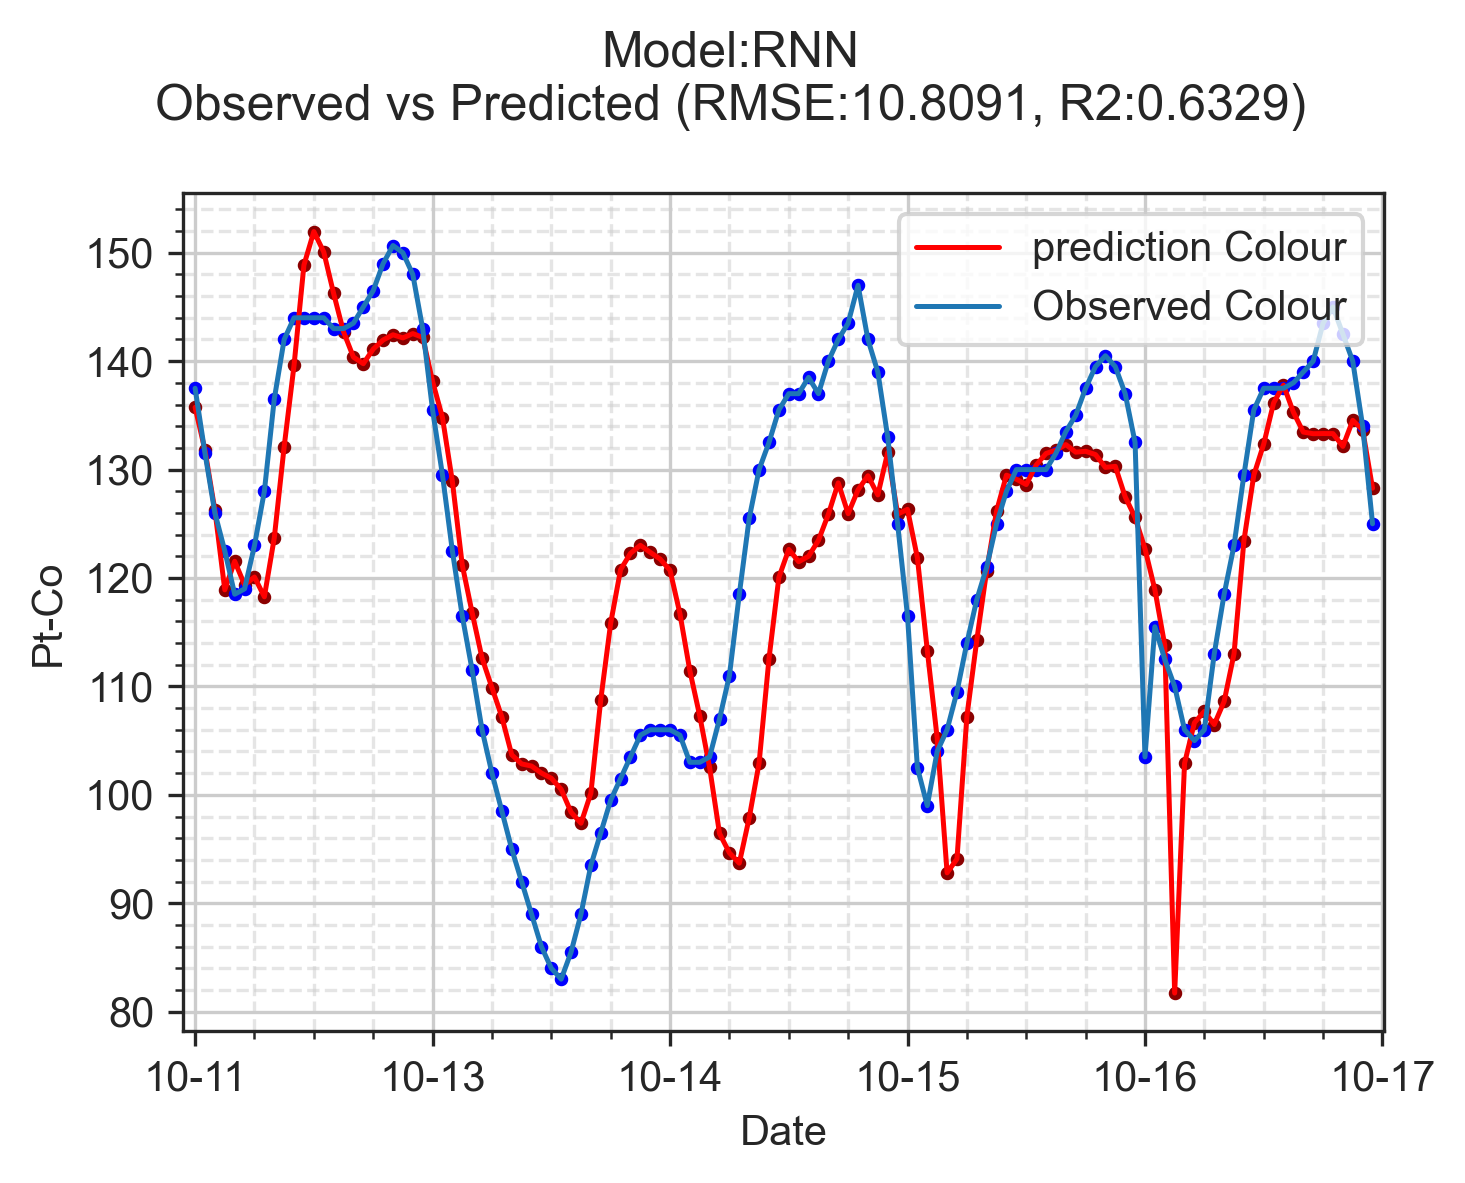 Model:RNN
Observed vs Predicted (RMSE:10.8091, R2:0.6329)
prediction Colour
Observed Colour
150
140
130
120
110
100
90
80
Pt-Co
10-11
10-13
10-14
10-15
10-16
10-17
Date